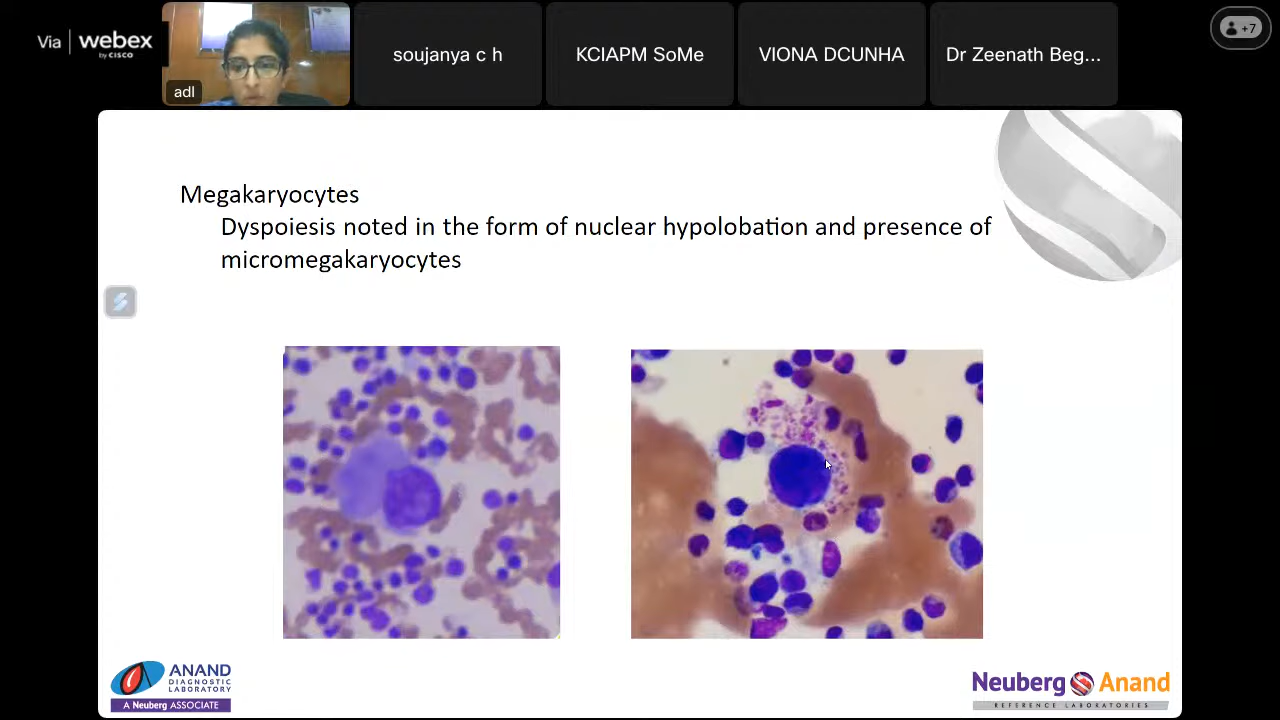 Via webex
by CISCO
adl
soujanya c h
KCIAPM SoMe
VIONA DCUNHA
Dr Zeenath Beg...
+7
Megakaryocytes
Dyspoiesis noted in the form of nuclear hypolobation and presence of
micromegakaryocytes
ANAND
DIAGNOSTIC
LABORATORY
A Neuberg ASSOCIATE
Neuberg Anand
REFERENCE LABORATORIES